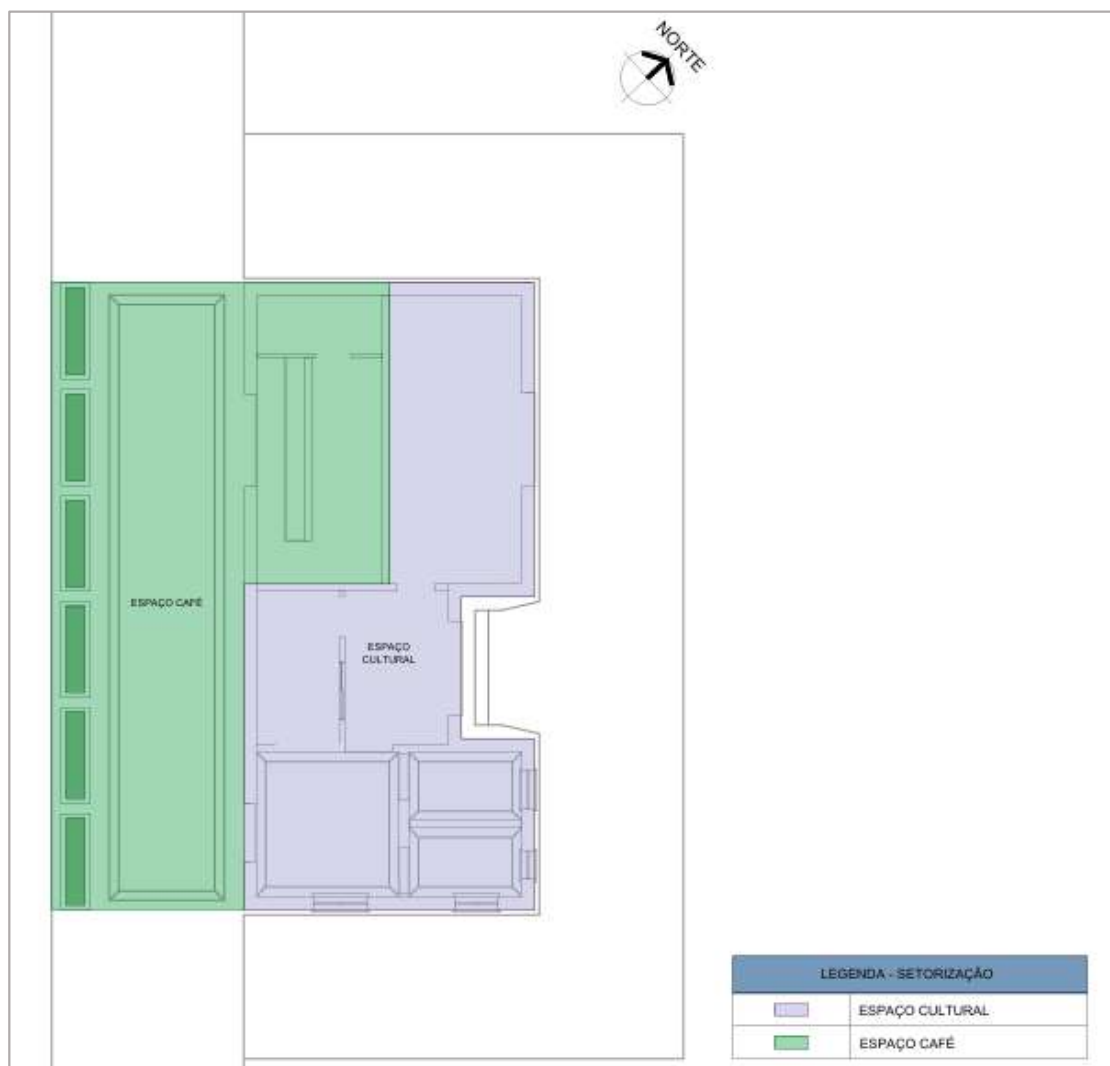 NORTE
ESPAÇO CAFÉ
ESPAÇO
CULTURAL
LEGENDA - SETORIZAÇÃO
ESPAÇO CULTURAL
ESPAÇO CAFÉ